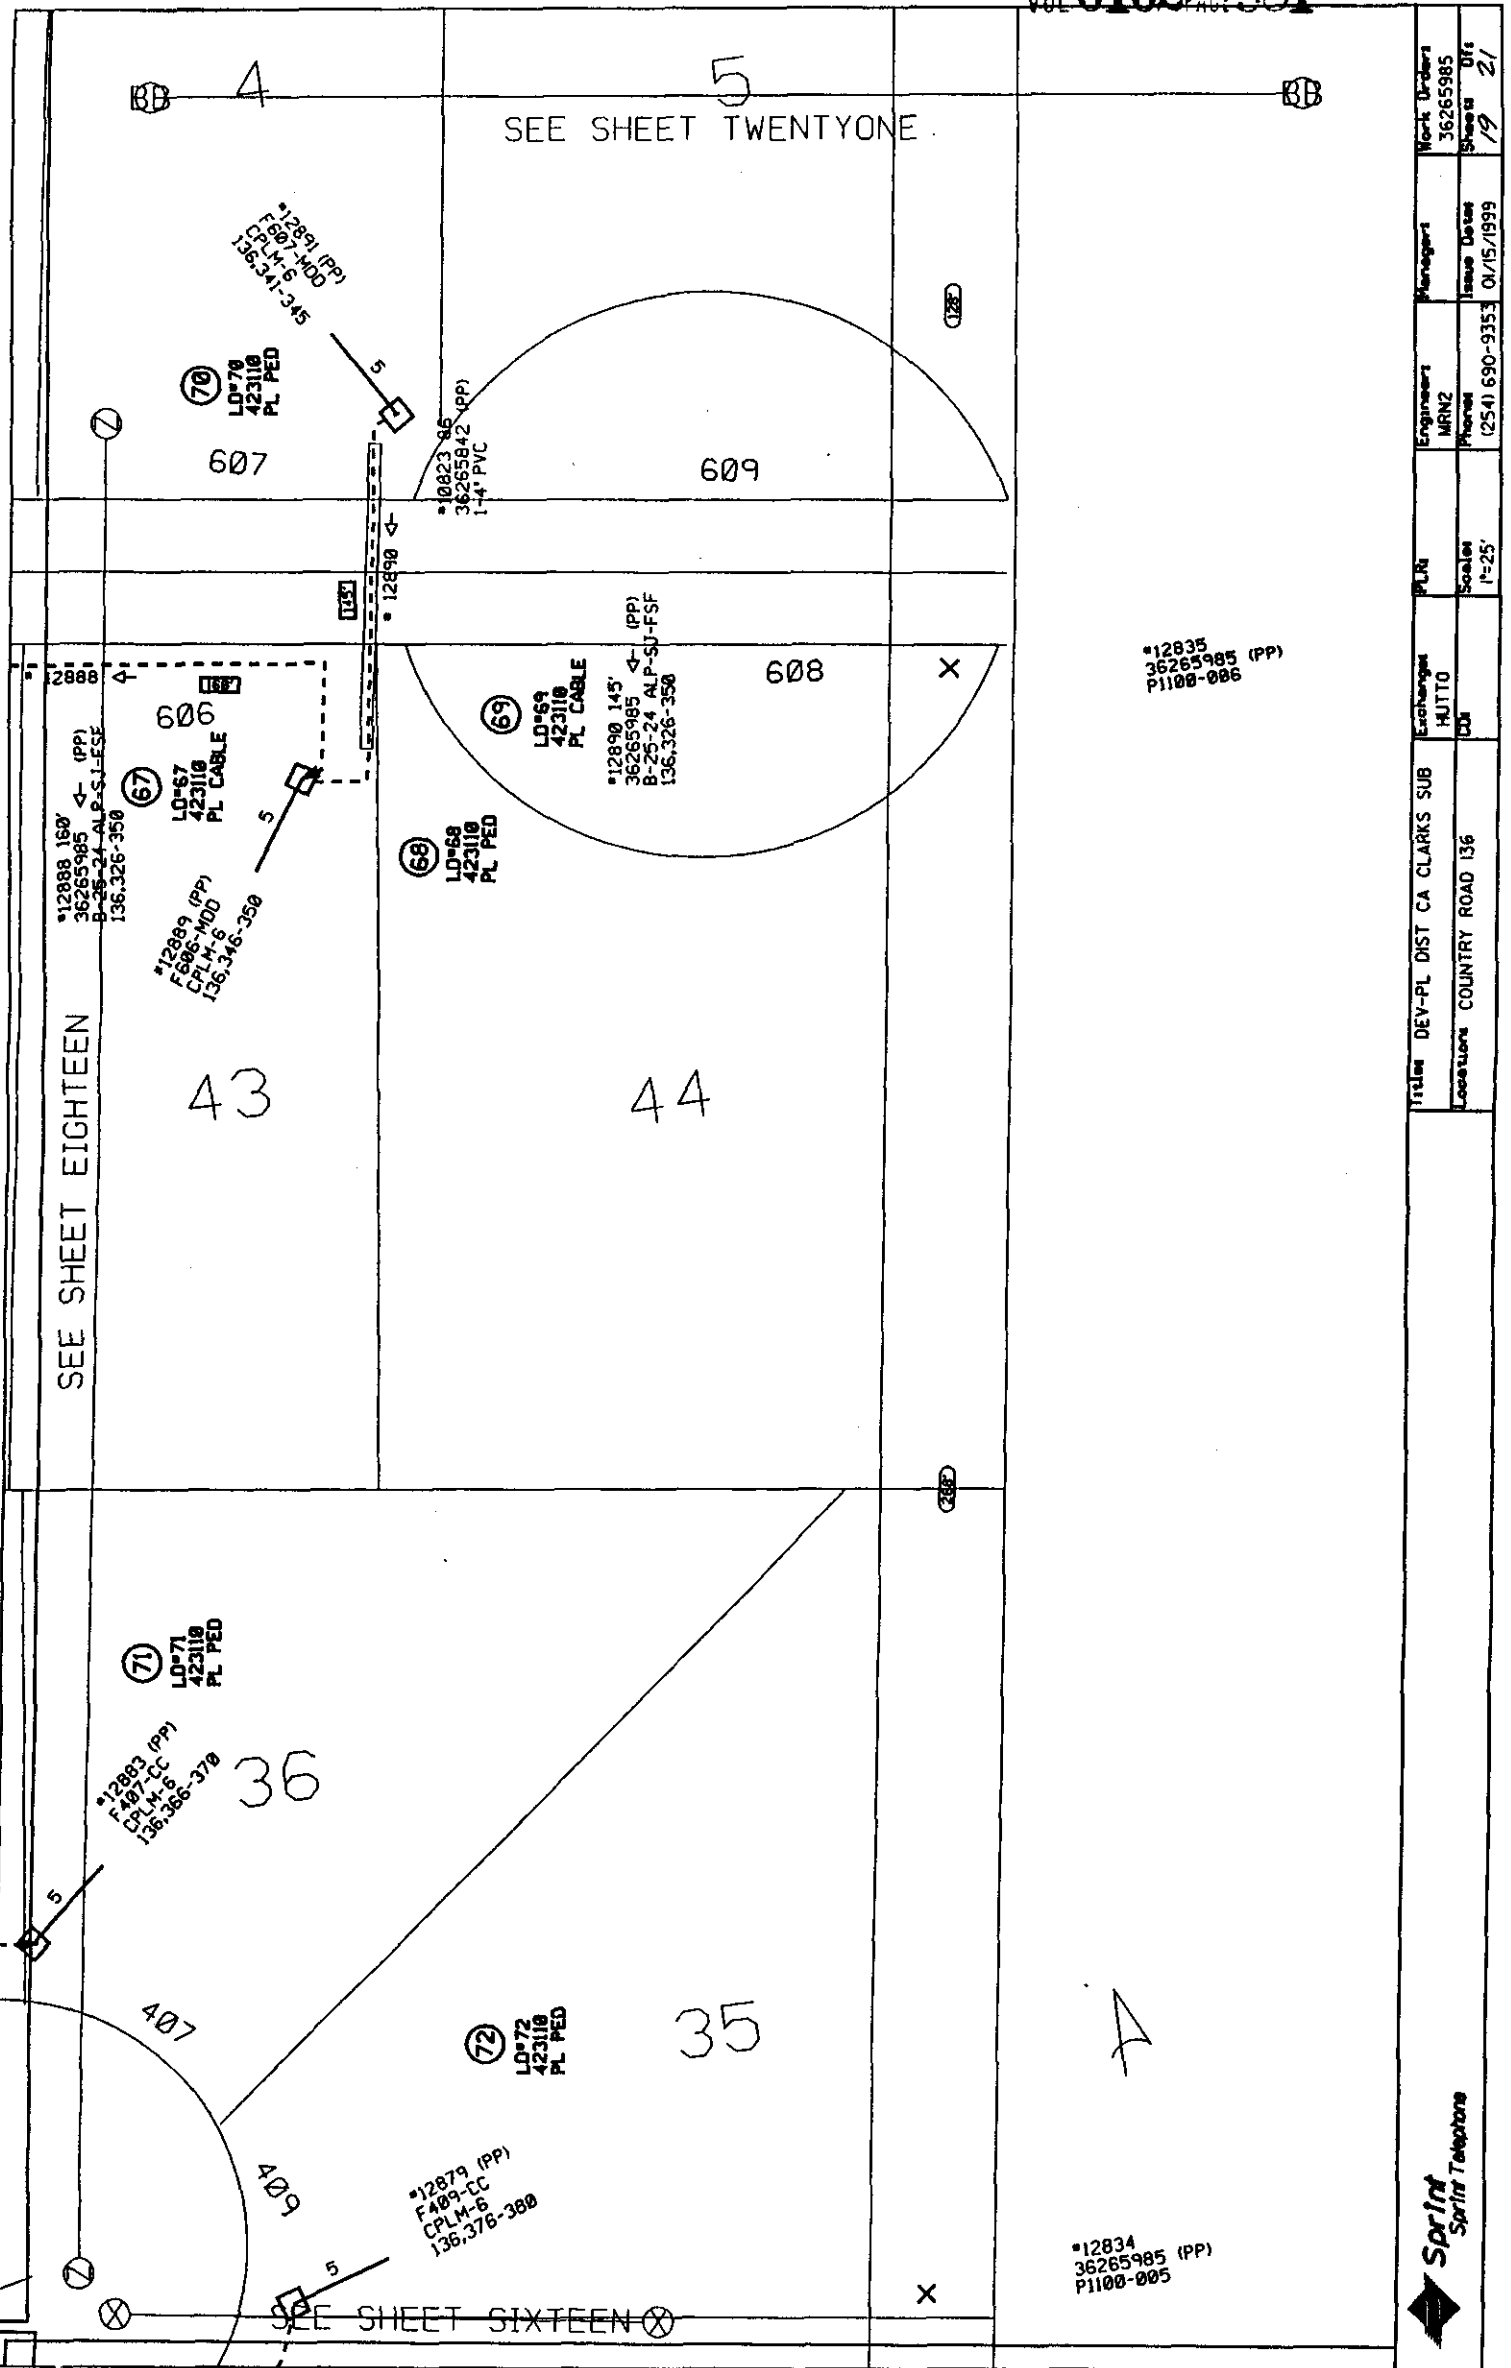 BB
4
5
BB
SEE SHEET TWENTYONE
*12891 (PP)
F607-MDD
CPLM-6
136,341-345
5
70
LD#70
423110
PL PED
Z
607
609
128'
*10823 86
36265842 (PP)
1-4" PVC
145'
* 12890
* 12888
160'
606
608
X
*12835
36265985 (PP)
P1100-006
*12888 160'
36265985 (PP)
B-25-24 ALP-SJ-FSF
136,326-350
67
LD#67
423110
PL CABLE
69
LD#69
423110
PL CABLE
*12890 145'
36265985 (PP)
B-25-24 ALP-SJ-FSF
136,326-350
5
*12889 (PP)
F606-MDD
CPLM-6
136,346-350
68
LD#68
423110
PL PED
SEE SHEET EIGHTEEN
43
44
71
LD#71
423110
PL PED
*12883 (PP)
F407-CC
CPLM-6
136,366-370
5
36
407
72
LD#72
423110
PL PED
35
A
409
*12879 (PP)
F409-CC
CPLM-6
136,376-380
5
Z
X
SEE SHEET SIXTEEN
X
X
*12834
36265985 (PP)
P1100-005
Sprint
Sprint Telephone
Title: DEV-PL DIST CA CLARKS SUB
Location: COUNTRY ROAD 136
Exchange: HUTTO
CO:
PLR:
Scale: 1"=25'
Engineer: MRN2
Phone: (254) 690-9353
Manager:
Issue Date: 01/15/1999
Work Order: 36265985
Sheet: 19 Of: 21